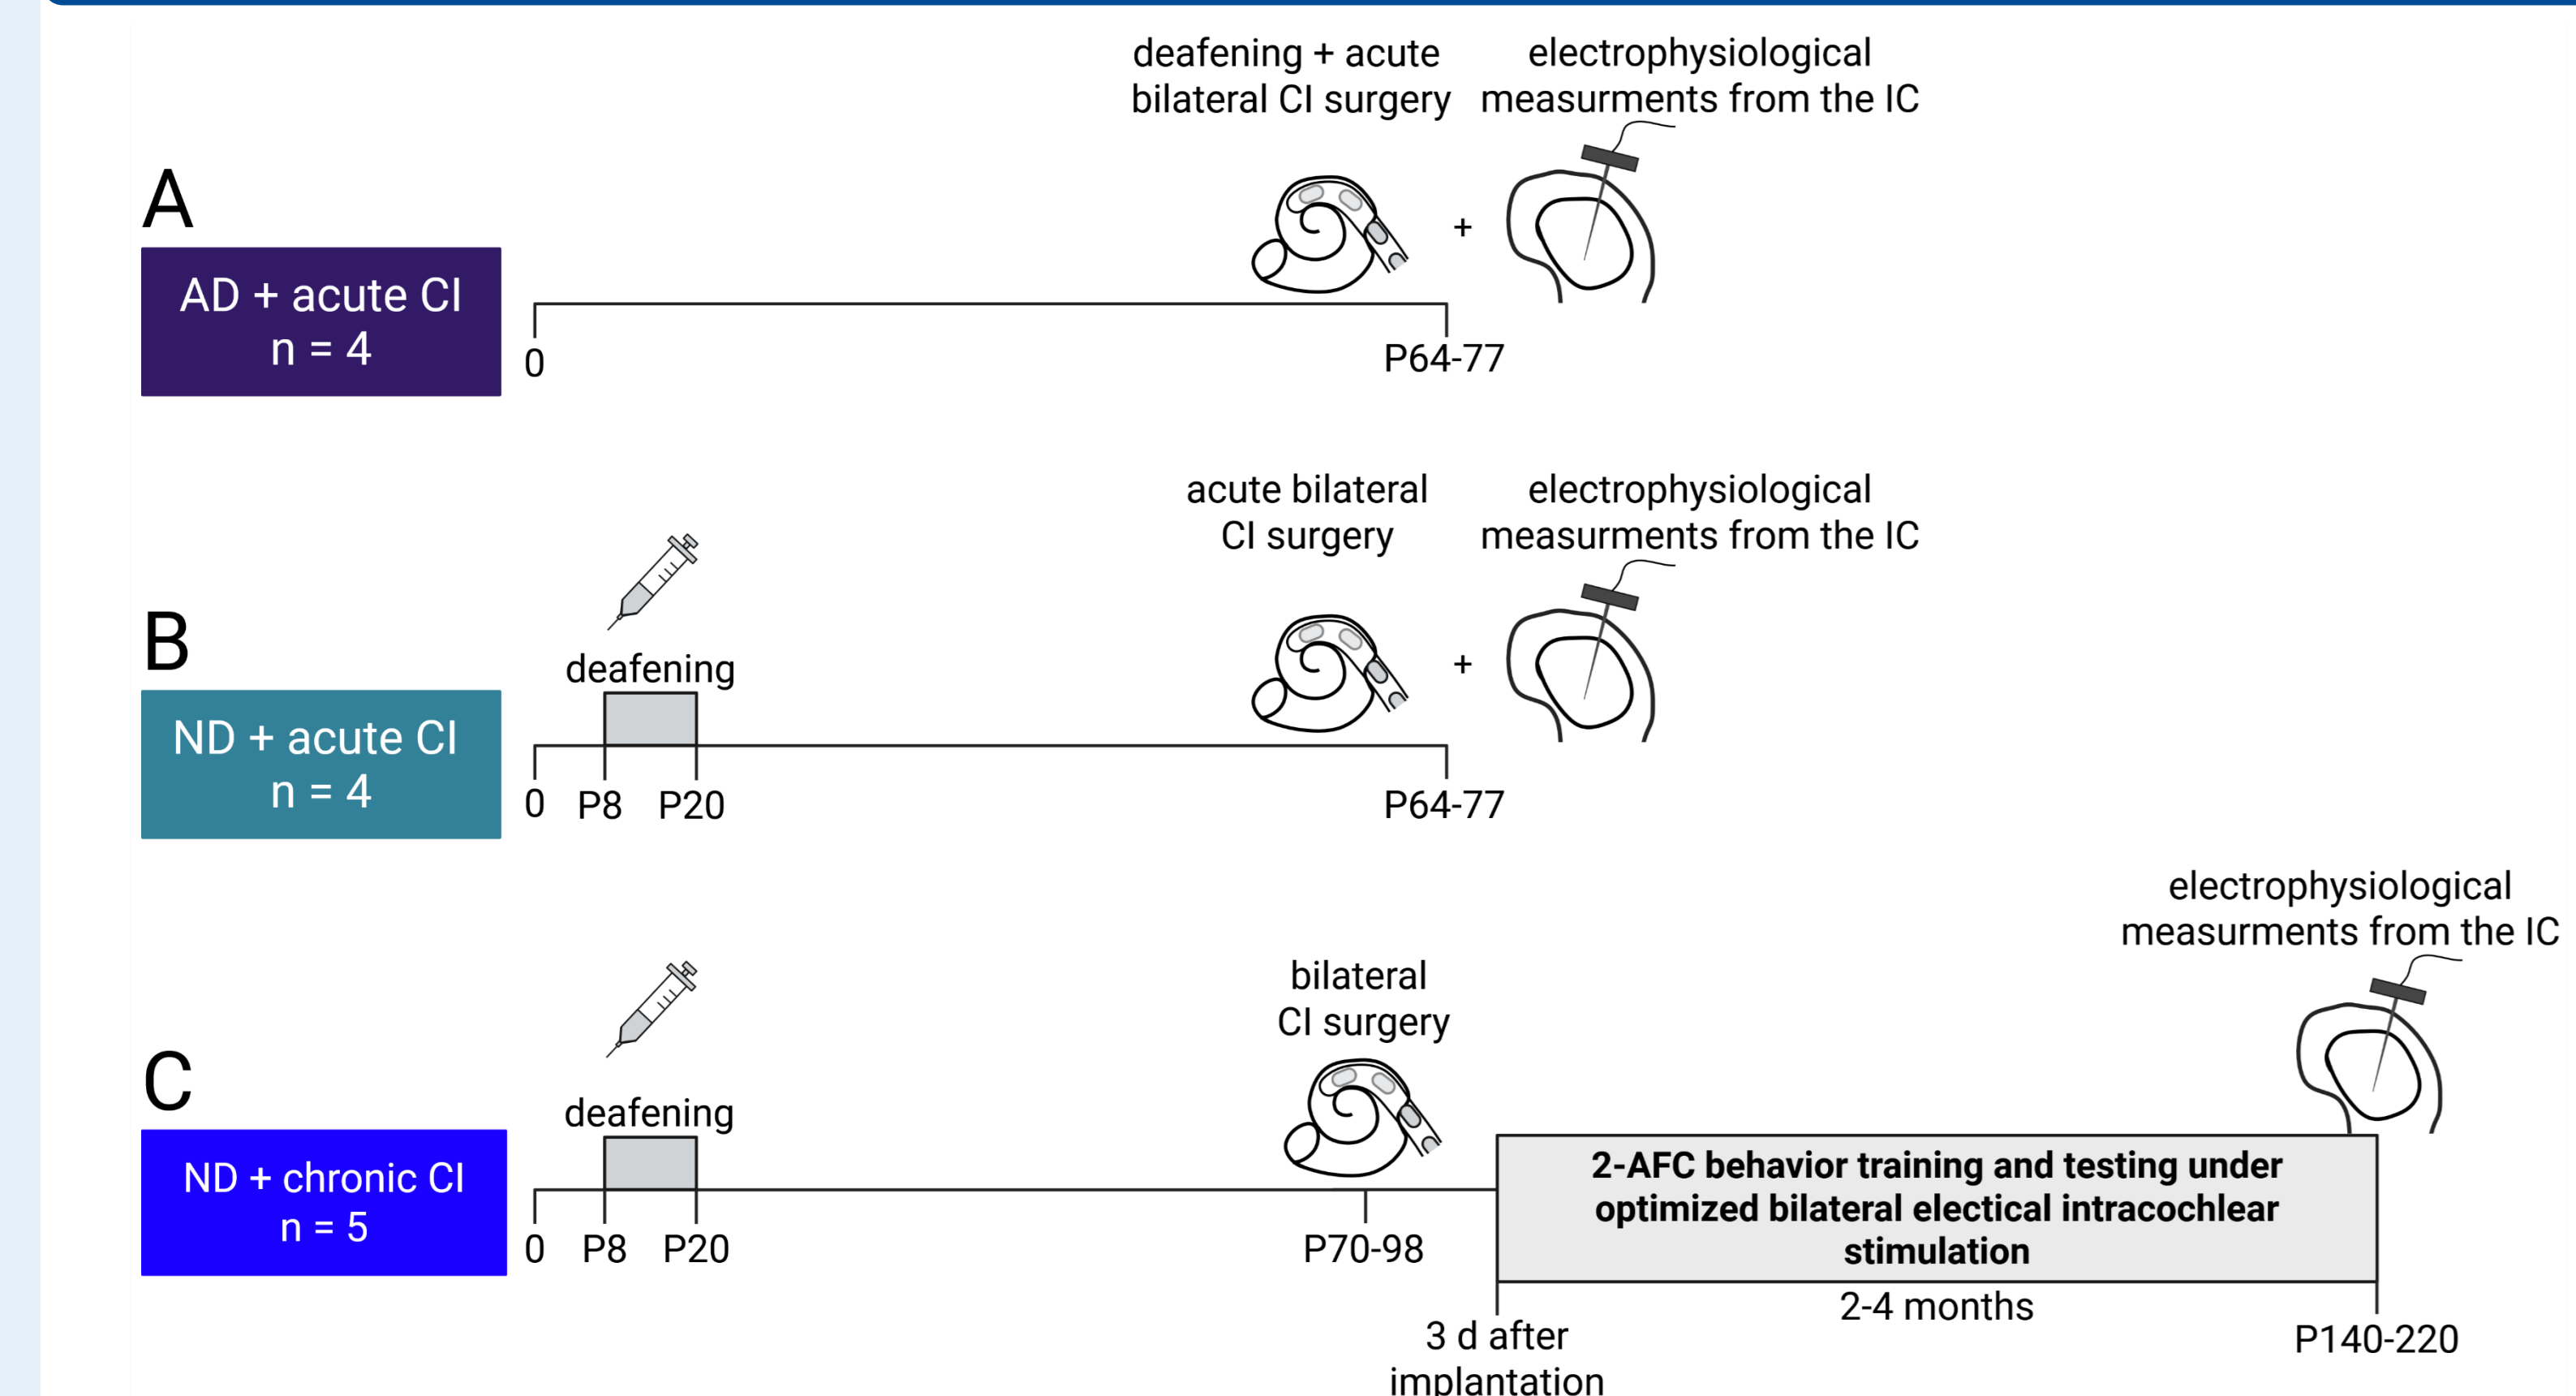 deafening + acute
bilateral CI surgery
electrophysiological
measurments from the IC
A
AD + acute CI
n = 4
+
0
P64-77
acute bilateral
CI surgery
electrophysiological
measurments from the IC
B
ND + acute CI
n = 4
deafening
+
0
P8
P20
P64-77
electrophysiological
measurments from the IC
bilateral
CI surgery
C
ND + chronic CI
n = 5
deafening
0
P8
P20
P70-98
2-AFC behavior training and testing under
optimized bilateral electical intracochlear
stimulation
2-4 months
3 d after
implantation
P140-220